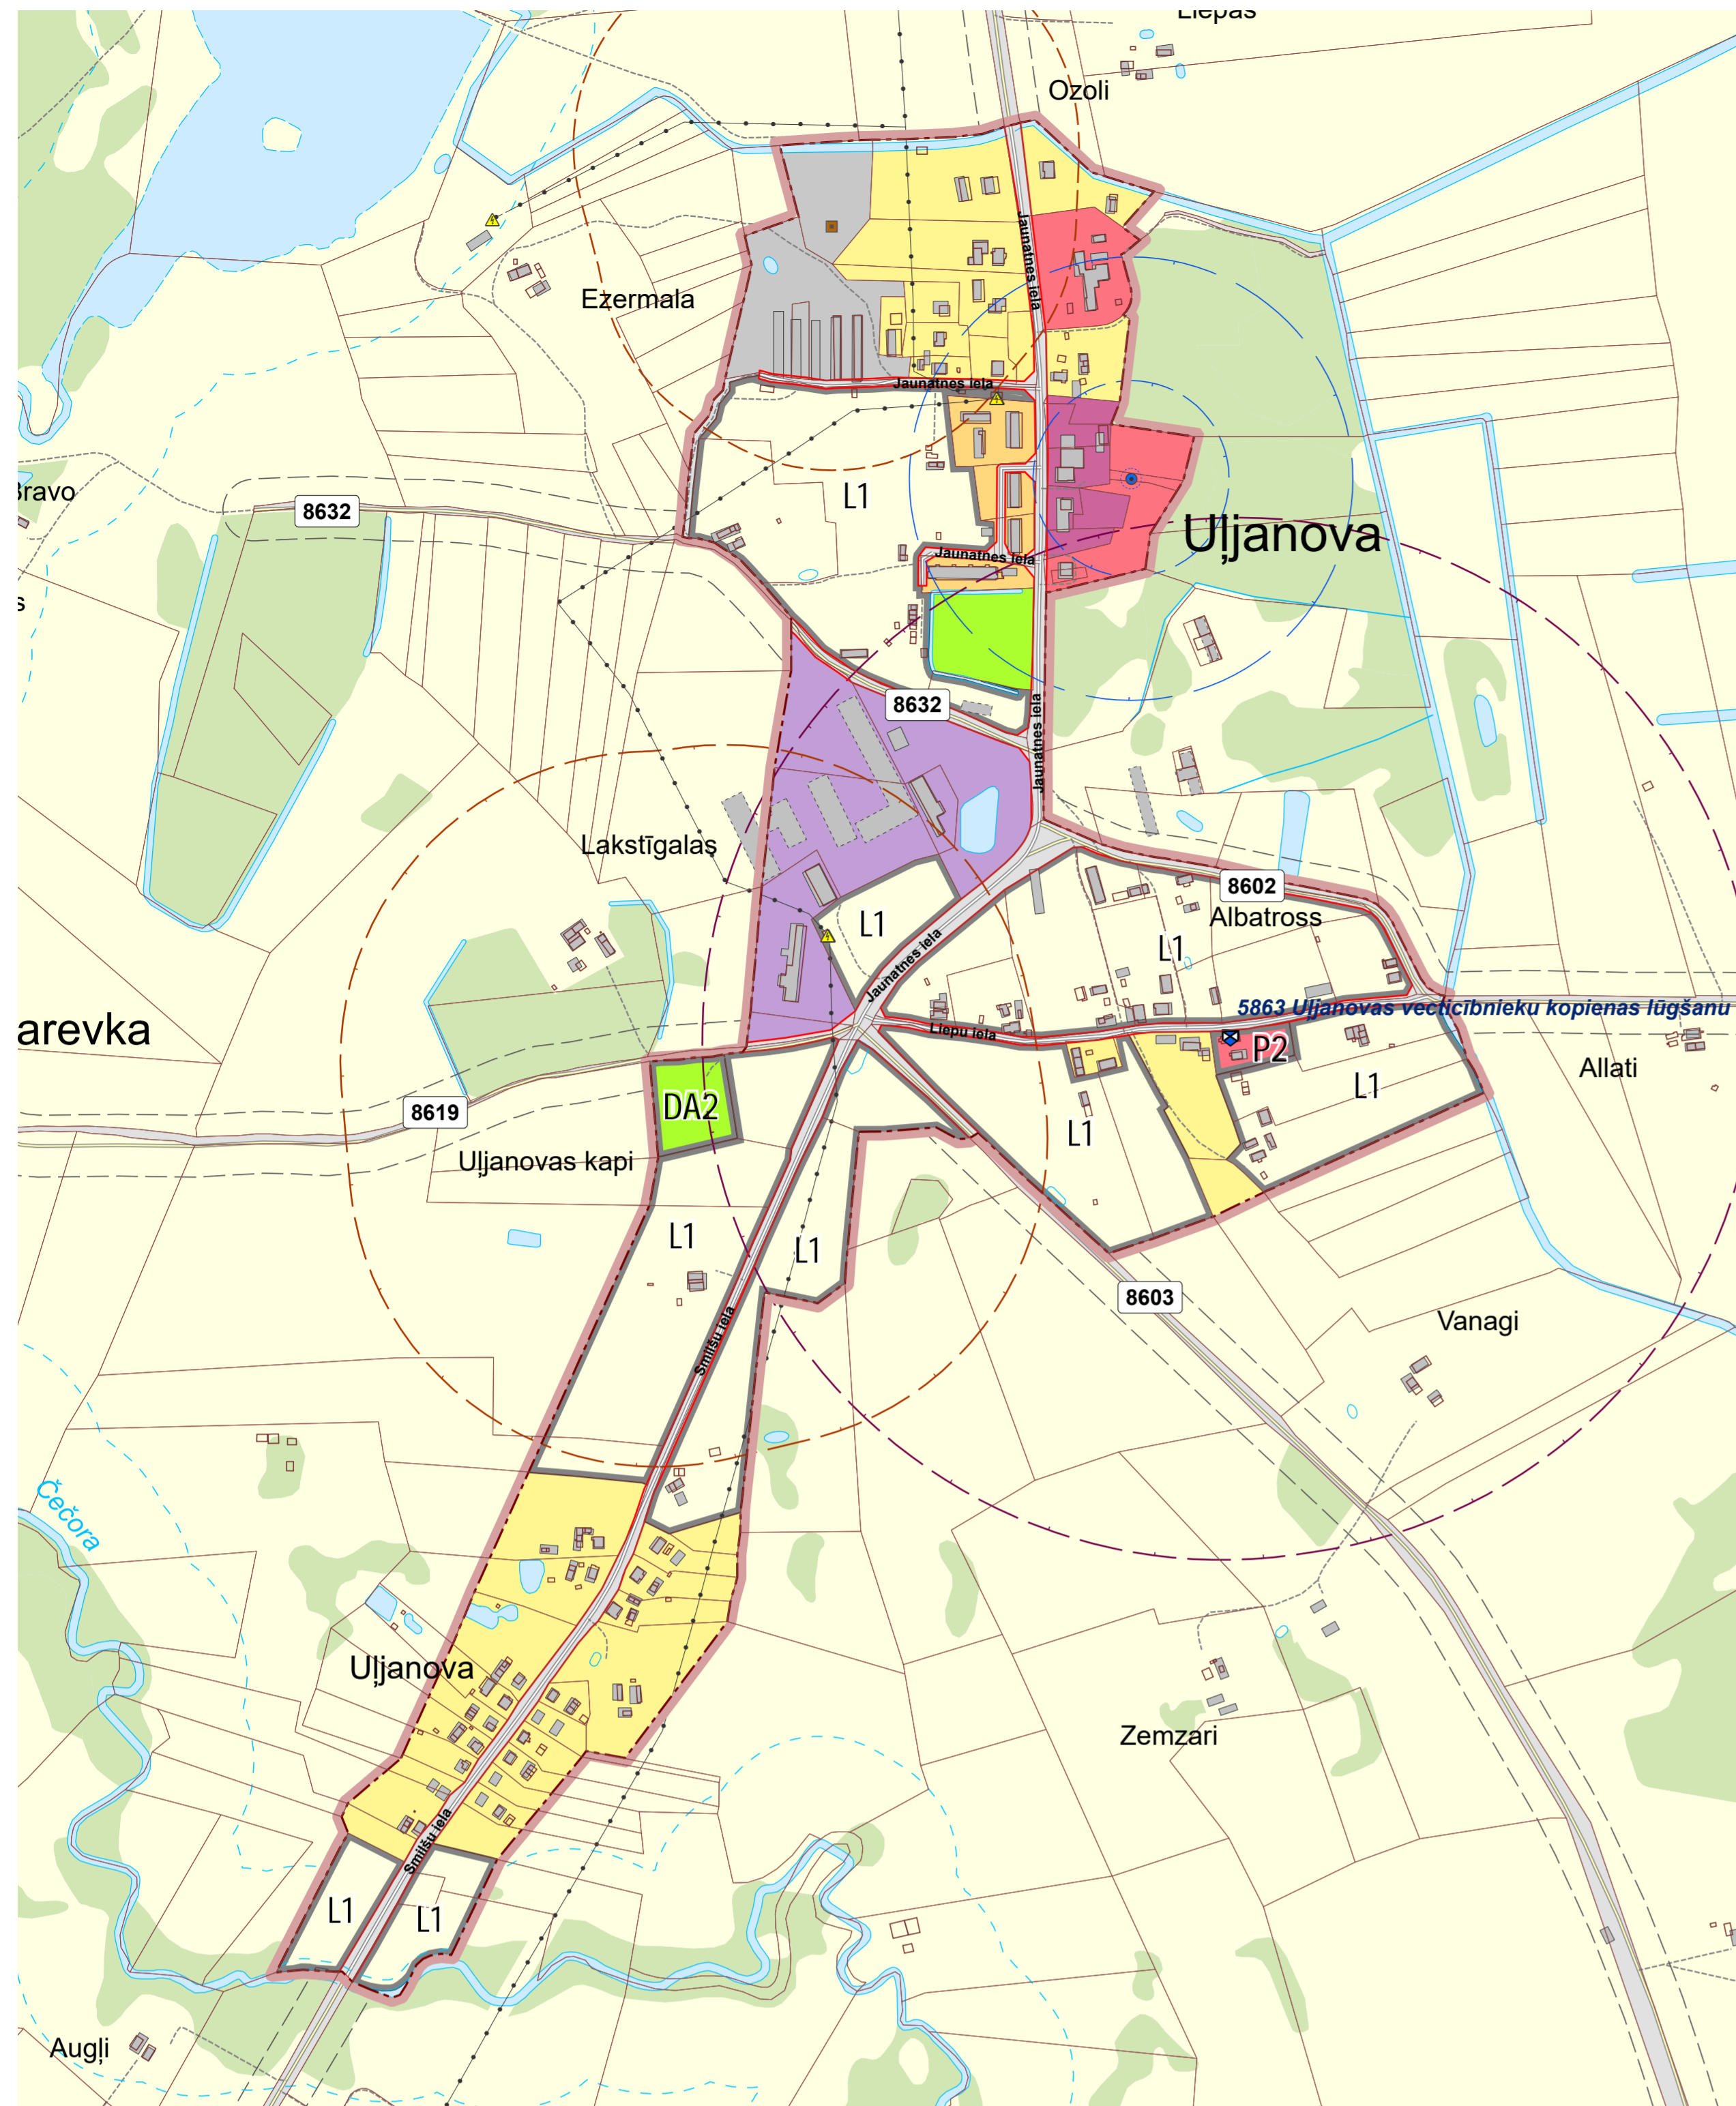 Liepas
Ozoli
Jaunatnes iela
Ezermala
Jaunatnes iela
Bravo
8632
L1
Uļjanova
Jaunatnes iela
8632
Jaunatnes iela
Lakstīgalas
8602
Albatross
L1
L1
Jaunatnes iela
5863 Uļjanovas vecticībnieku kopienas lūgšanu
arevka
Liepu iela
P2
Allati
L1
DA2
8619
L1
Uļjanovas kapi
L1
L1
8603
Vanagi
Smilšu iela
Čečora
Uļjanova
Zemzari
Smilšu iela
L1
L1
Augļi